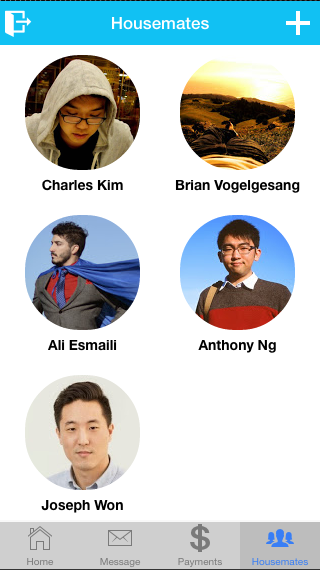 Housemates
Charles Kim
Brian Vogelgesang
Ali Esmaili
Anthony Ng
Joseph Won
$
Home
Message
Payments
Housemates